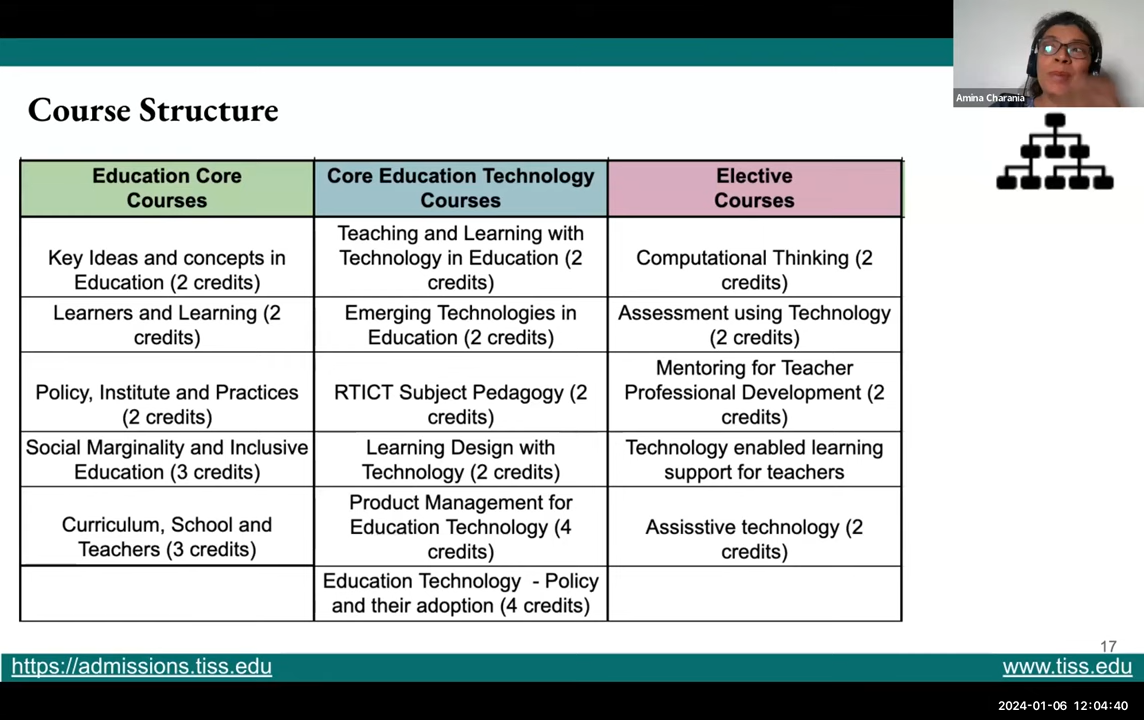 Amina Charania
Course Structure
Education Core
Courses
Core Education Technology
Courses
Elective
Courses
Key Ideas and concepts in
Education (2 credits)
Teaching and Learning with
Technology in Education (2
credits)
Computational Thinking (2
credits)
Learners and Learning (2
credits)
Emerging Technologies in
Education (2 credits)
Assessment using Technology
(2 credits)
Policy, Institute and Practices
(2 credits)
RTICT Subject Pedagogy (2
credits)
Mentoring for Teacher
Professional Development (2
credits)
Social Marginality and Inclusive
Education (3 credits)
Learning Design with
Technology (2 credits)
Technology enabled learning
support for teachers
Curriculum, School and
Teachers (3 credits)
Product Management for
Education Technology (4
credits)
Assisstive technology (2
credits)
Education Technology - Policy
and their adoption (4 credits)
17
https://admissions.tiss.edu
www.tiss.edu
2024-01-06 12:04:40